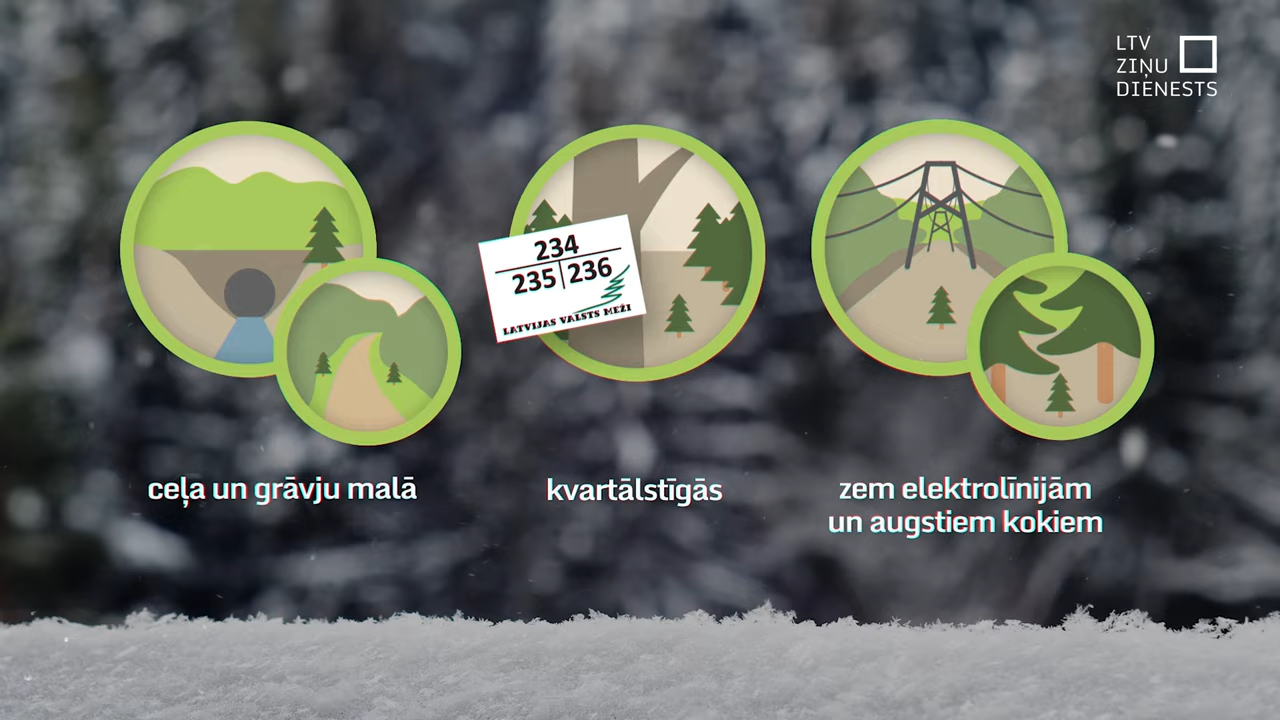 LTV
ZIŅU
DIENESTS
234
235 236
LATVIJAS VALSTS MEŽI
ceļa un grāvju malā
kvartālstīgās
zem elektrolīnijām
un augstiem kokiem